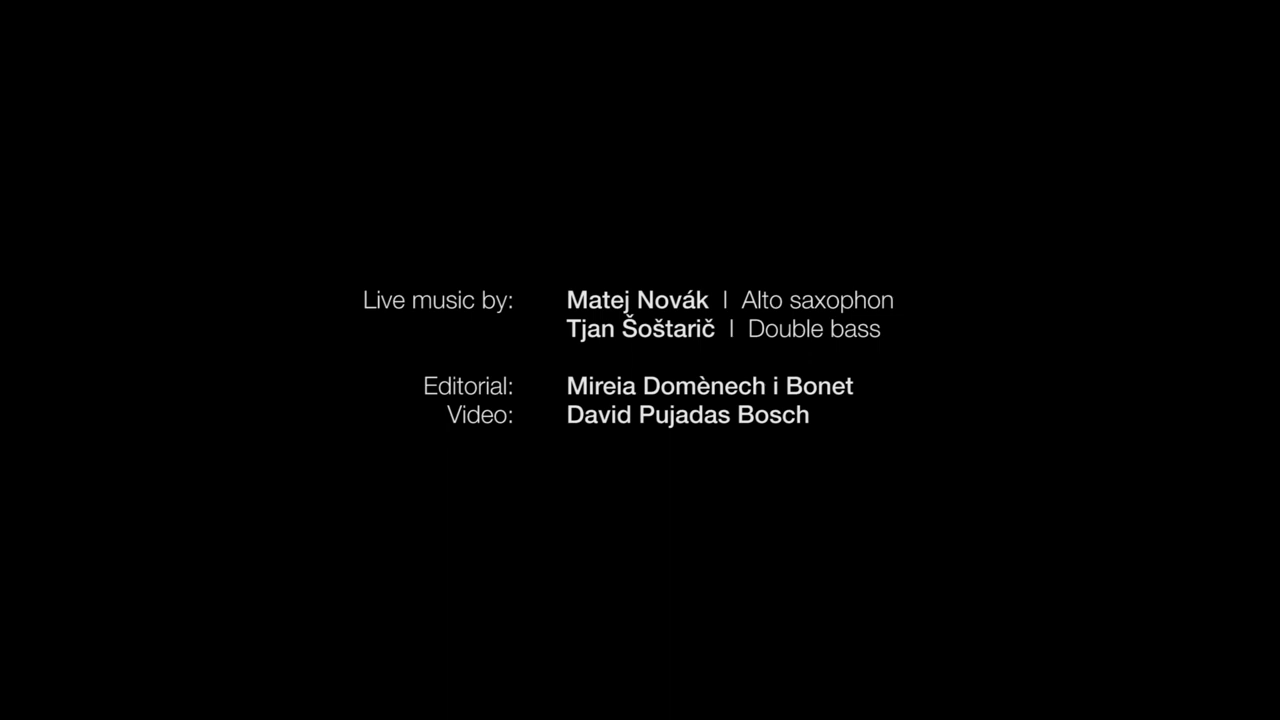 Live music by: Matej Novák | Alto saxophon
Tjan Šoštarič | Double bass
Editorial: Mireia Domènech i Bonet
Video: David Pujadas Bosch